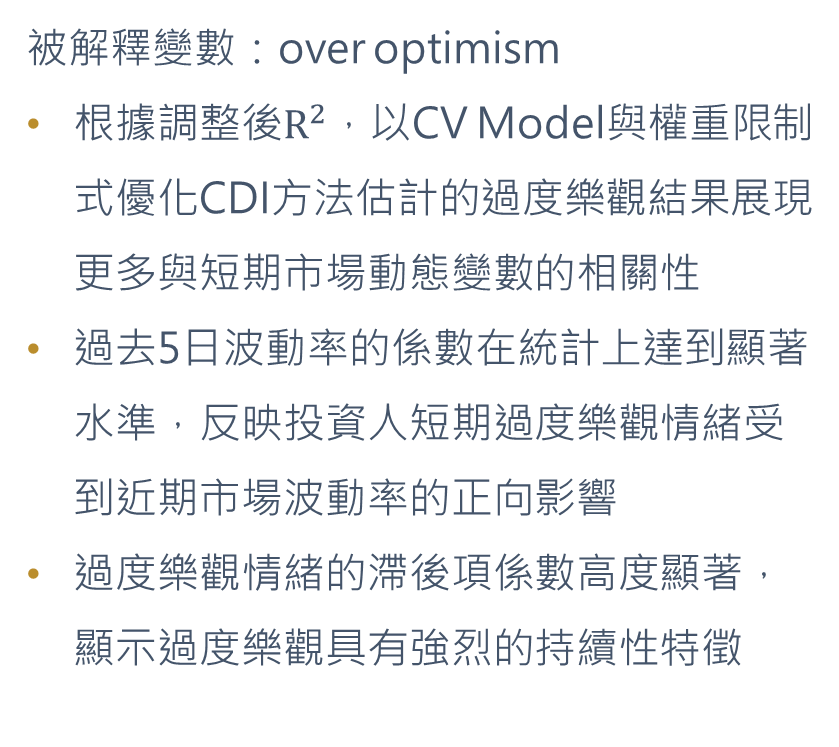 被解釋變數：over optimism
• 根據調整後R²，以CV Model與權重限制
式優化CDI方法估計的過度樂觀結果展現
更多與短期市場動態變數的相關性
• 過去5日波動率的係數在統計上達到顯著
水準，反映投資人短期過度樂觀情緒受
到近期市場波動率的正向影響
• 過度樂觀情緒的滯後項係數高度顯著，
顯示過度樂觀具有強烈的持續性特徵